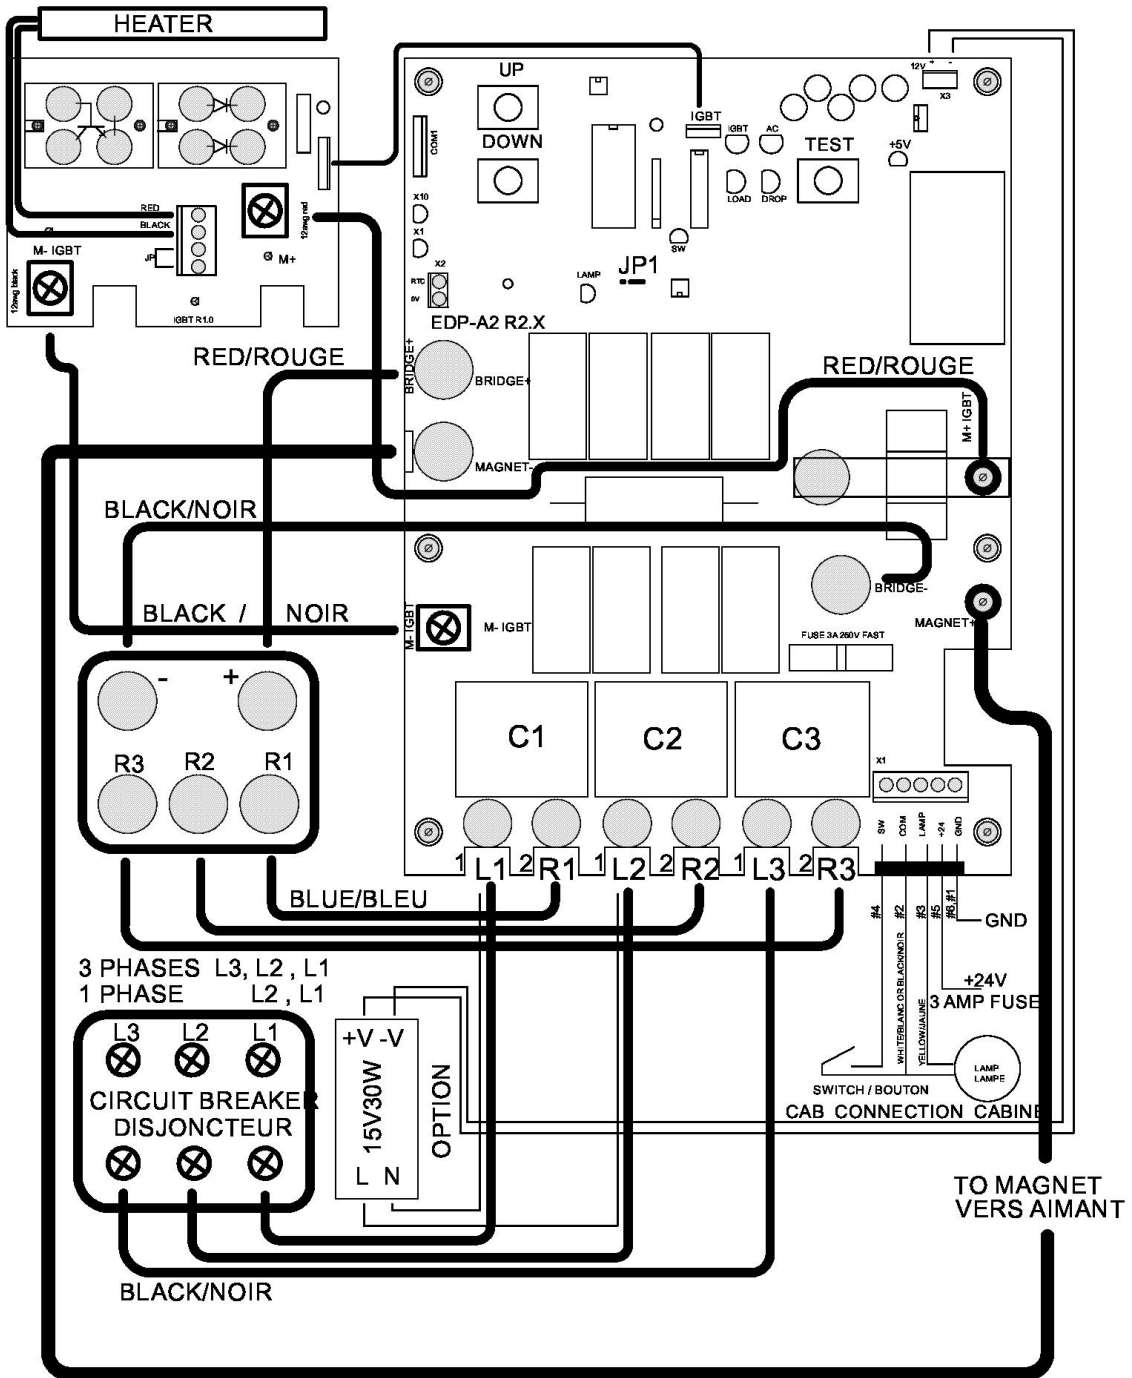 HEATER
RED
BLACK
JP
M- IGBT
12awg black
12awg red
M+
IGBT R1.0
UP
DOWN
COM1
X10
X1
X2
RTC
0V
IGBT
IGBT
AC
LOAD
DROP
TEST
12V
+ -
X3
+5V
SW
LAMP
JP1
EDP-A2 R2.X
RED/ROUGE
BRIDGE+
BRIDGE+
RED/ROUGE
M+ IGBT
MAGNET-
BLACK/NOIR
BRIDGE-
BLACK / NOIR
M- IGBT
M- IGBT
MAGNET+
FUSE 3A 250V FAST
- +
R3 R2 R1
C1 C2 C3
X1
SW
COM
LAMP
+24
GND
1 L1 2 R1 1 L2 2 R2 1 L3 2 R3
BLUE/BLEU
#4
#2
#3
#5
#6,#1
GND
3 PHASES L3, L2 , L1
1 PHASE L2 , L1
+24V
3 AMP FUSE
WHITE/BLANC OR BLACK/NOIR
YELLOW/JAUNE
L3 L2 L1
CIRCUIT BREAKER
DISJONCTEUR
+V -V
15V30W
L N
OPTION
LAMP
LAMPE
SWITCH / BOUTON
CAB CONNECTION CABINE
TO MAGNET
VERS AIMANT
BLACK/NOIR